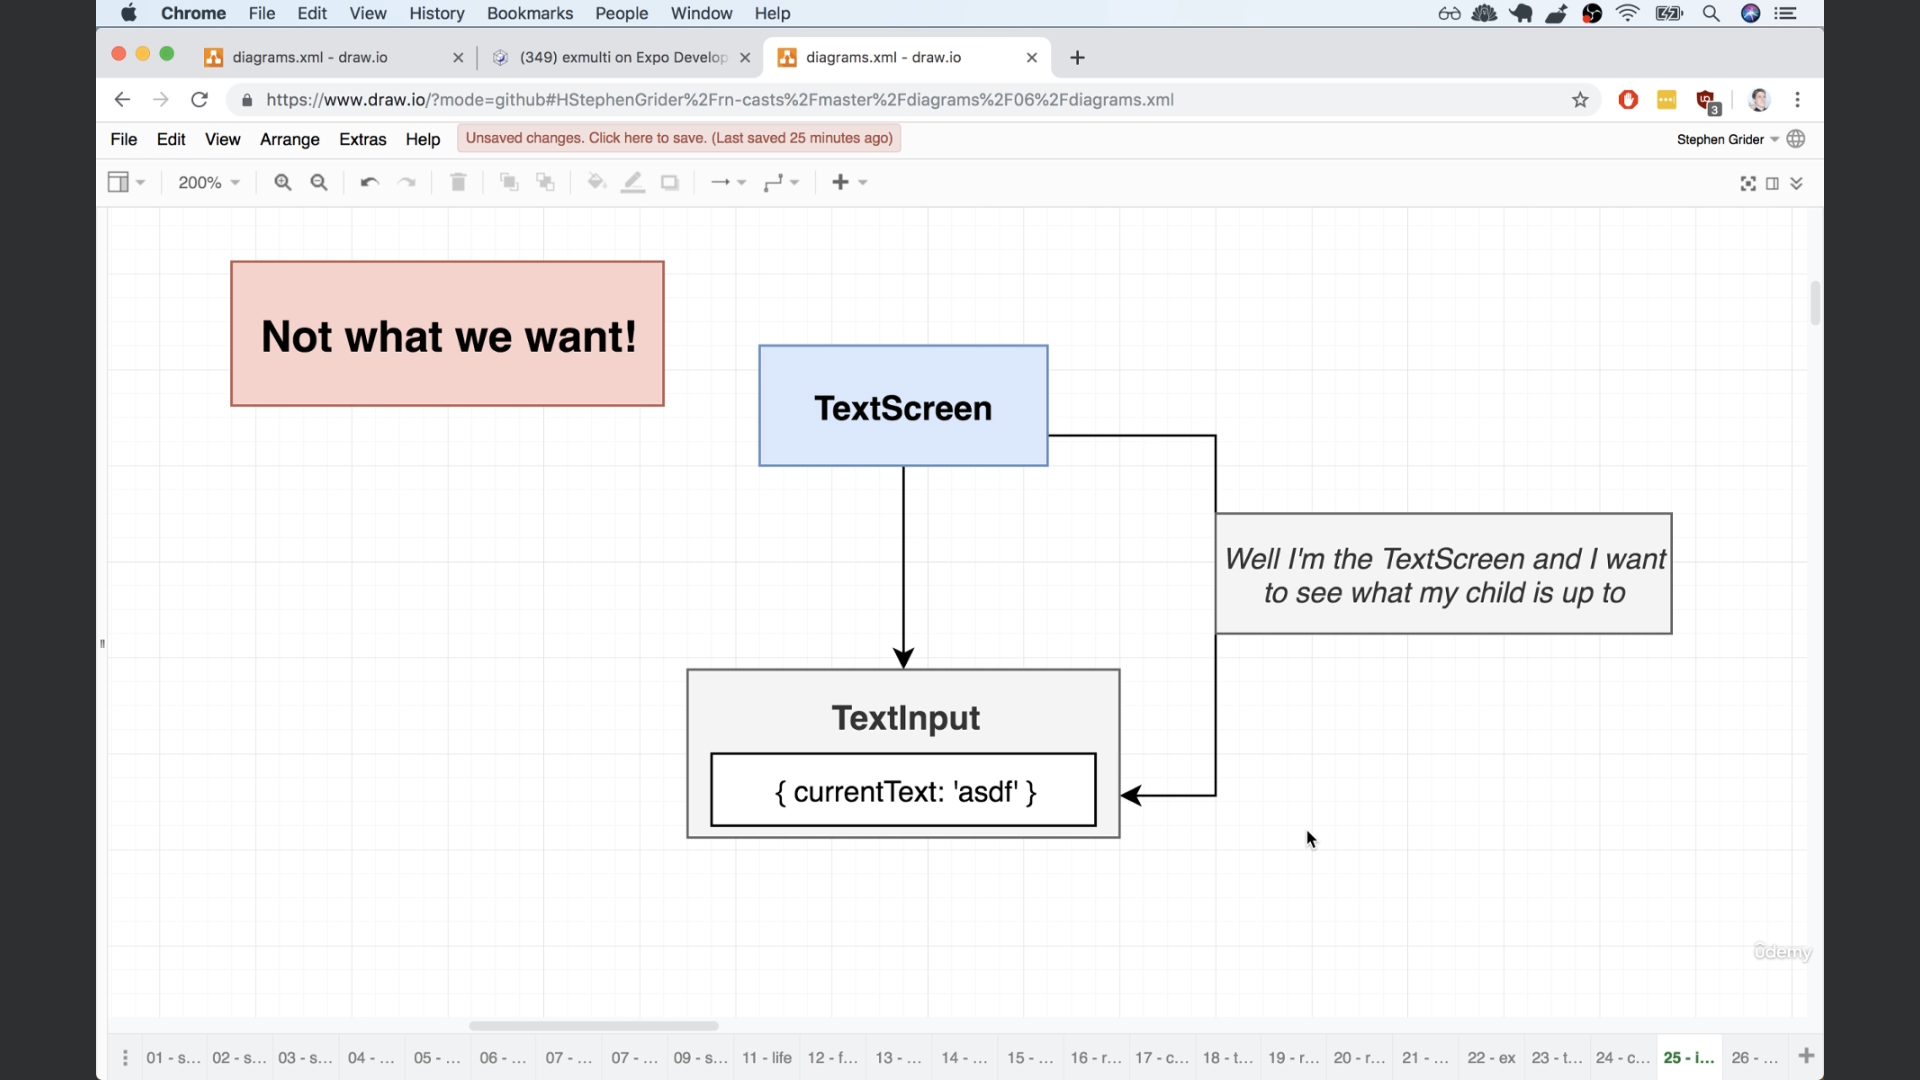 Chrome File Edit View History Bookmarks People Window Help
diagrams.xml - draw.io
(349) exmulti on Expo Develop
diagrams.xml - draw.io
https://www.draw.io/?mode=github#HStephenGrider%2Frn-casts%2Fmaster%2Fdiagrams%2F06%2Fdiagrams.xml
3
File Edit View Arrange Extras Help
Unsaved changes. Click here to save. (Last saved 25 minutes ago)
Stephen Grider
200%
Not what we want!
TextScreen
Well I'm the TextScreen and I want
to see what my child is up to
TextInput
{ currentText: 'asdf' }
ûdemy
01 - s... 02 - s... 03 - s... 04 - ... 05 - ... 06 - ... 07 - ... 07 - ... 09 - s... 11 - life 12 - f... 13 - ... 14 - ... 15 - ... 16 - r... 17 - c... 18 - t... 19 - r... 20 - r... 21 - ... 22 - ex 23 - t... 24 - c... 25 - i... 26 - ...